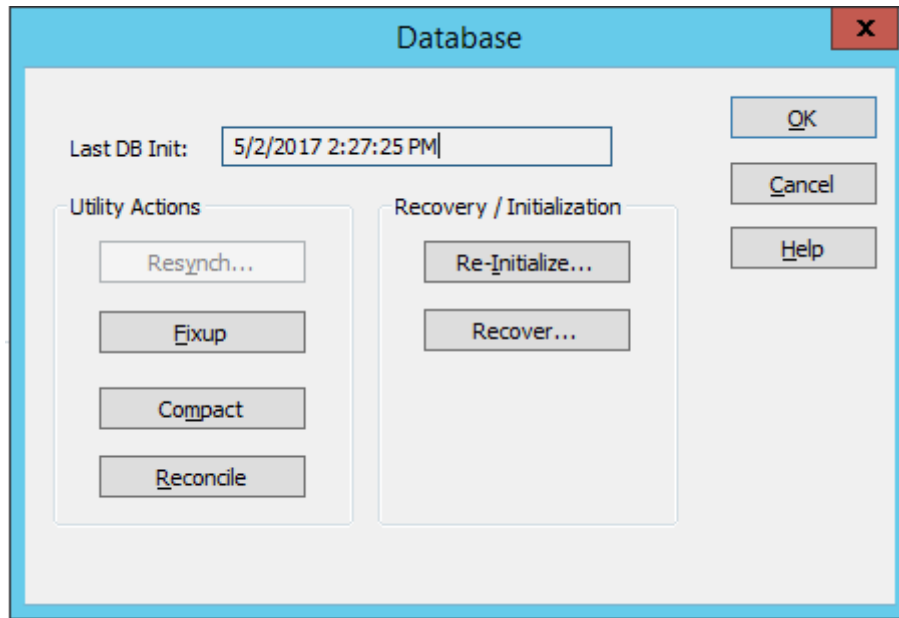 Database
x
Last DB Init: 5/2/2017 2:27:25 PM
OK
Cancel
Help
Utility Actions
Resynch...
Fixup
Compact
Reconcile
Recovery / Initialization
Re-Initialize...
Recover...